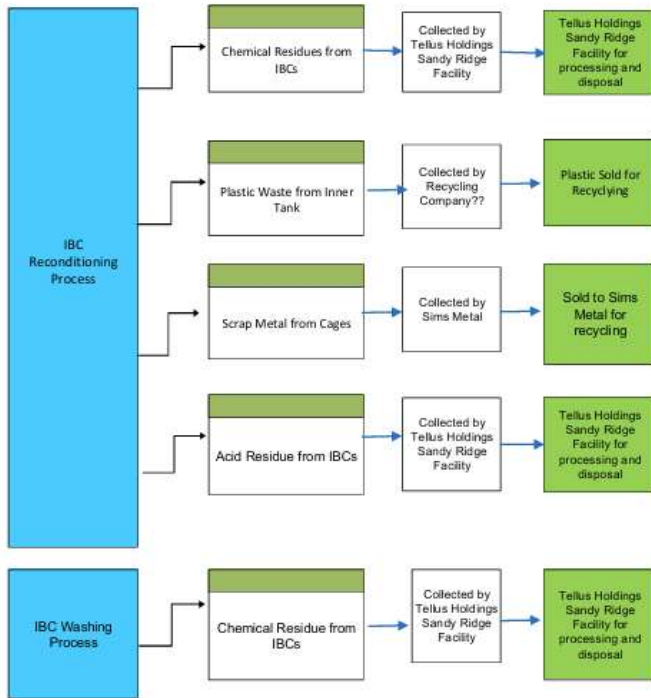 IBC
Reconditioning
Process
Chemical Residues from
IBCs
Collected by
Tellus Holdings
Sandy Ridge
Facility
Tellus Holdings
Sandy Ridge
Facility for
processing and
disposal
Plastic Waste from Inner
Tank
Collected by
Recycling
Company??
Plastic Sold for
Recyclying
Scrap Metal from Cages
Collected by
Sims Metal
Sold to Sims
Metal for
recycling
Acid Residue from IBCs
Collected by
Tellus Holdings
Sandy Ridge
Facility
Tellus Holdings
Sandy Ridge
Facility for
processing and
disposal
IBC Washing
Process
Chemical Residue from
IBCs
Collected by
Tellus Holdings
Sandy Ridge
Facility
Tellus Holdings
Sandy Ridge
Facility for
processing and
disposal